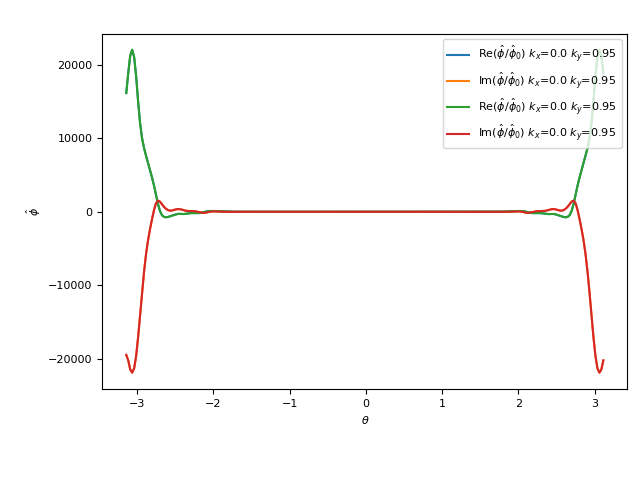 Re(φ̂/φ̂₀) kₓ=0.0 k_y=0.95
Im(φ̂/φ̂₀) kₓ=0.0 k_y=0.95
Re(φ̂/φ̂₀) kₓ=0.0 k_y=0.95
Im(φ̂/φ̂₀) kₓ=0.0 k_y=0.95
20000
10000
0
−10000
−20000
φ̂
−3 −2 −1 0 1 2 3
θ